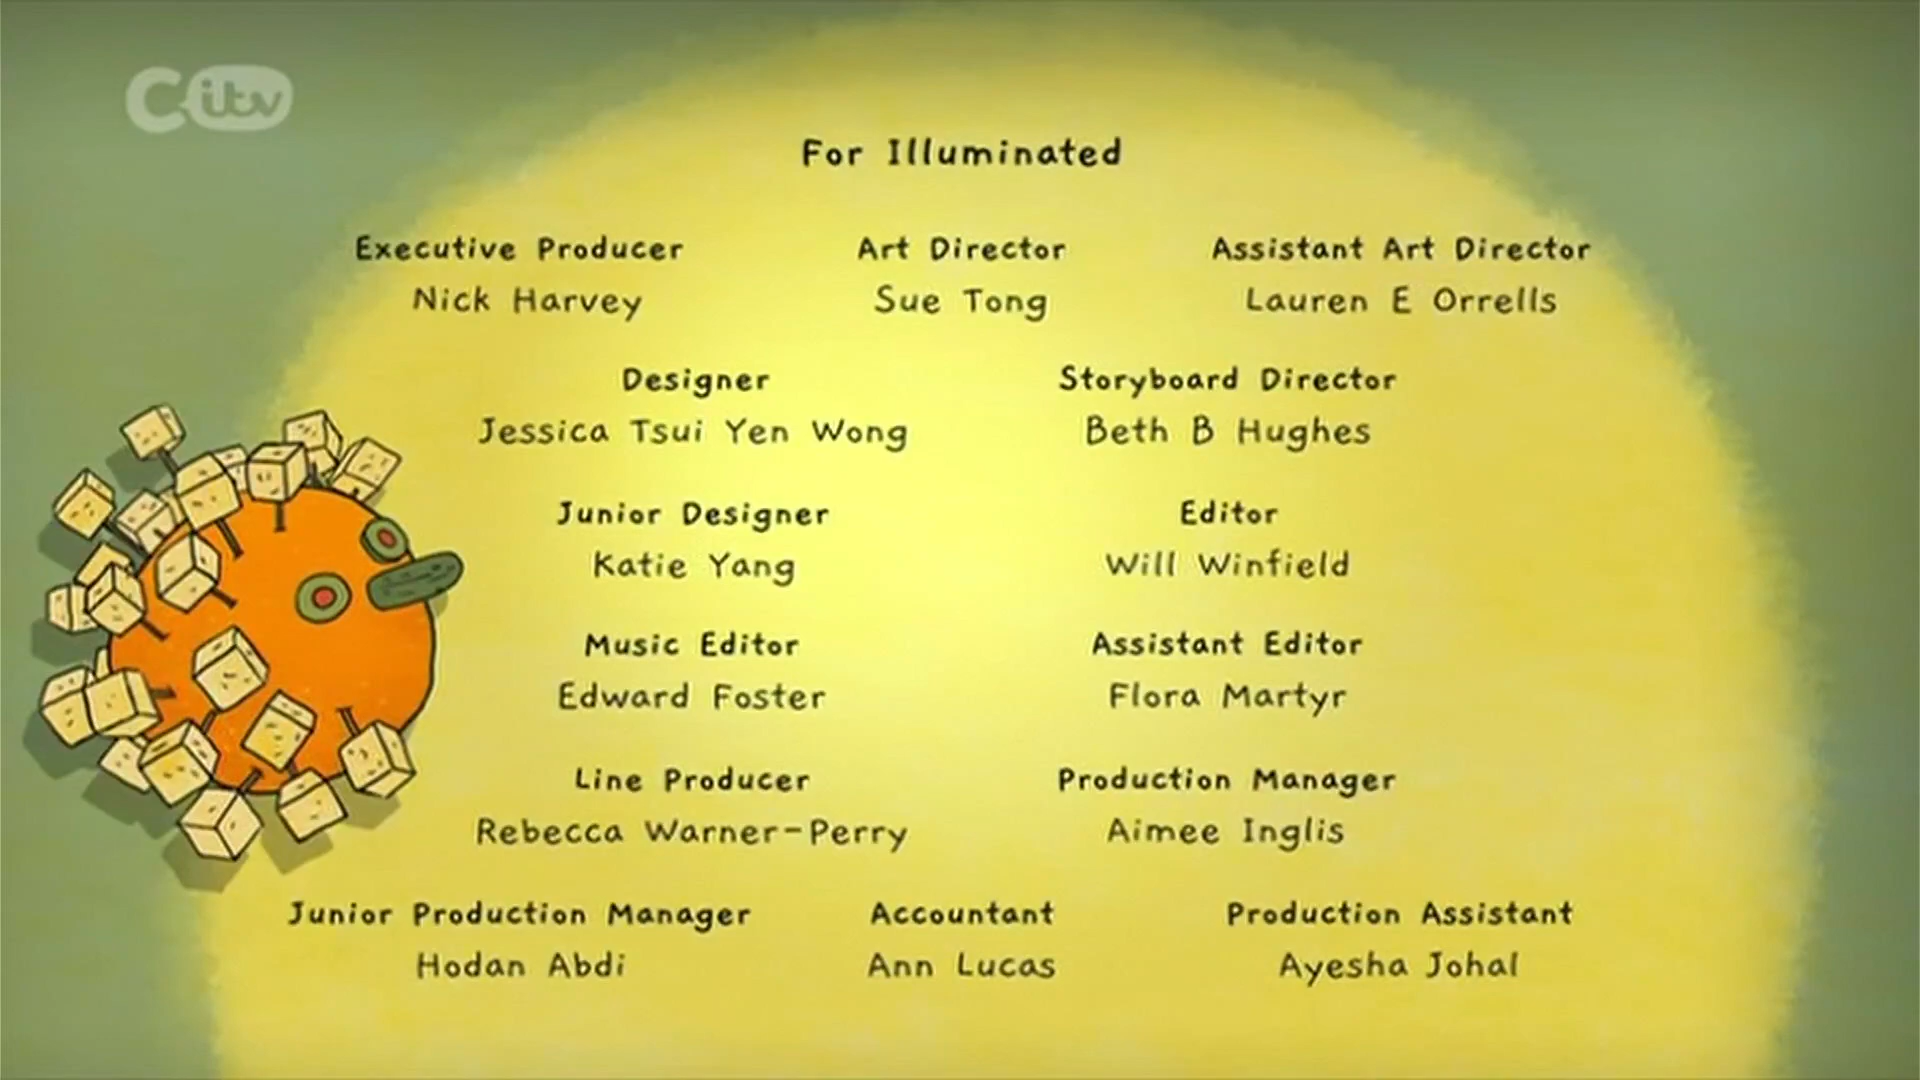 Citv
For Illuminated
Executive Producer Art Director Assistant Art Director
Nick Harvey Sue Tong Lauren E Orrells
Designer Storyboard Director
Jessica Tsui Yen Wong Beth B Hughes
Junior Designer Editor
Katie Yang Will Winfield
Music Editor Assistant Editor
Edward Foster Flora Martyr
Line Producer Production Manager
Rebecca Warner-Perry Aimee Inglis
Junior Production Manager Accountant Production Assistant
Hodan Abdi Ann Lucas Ayesha Johal